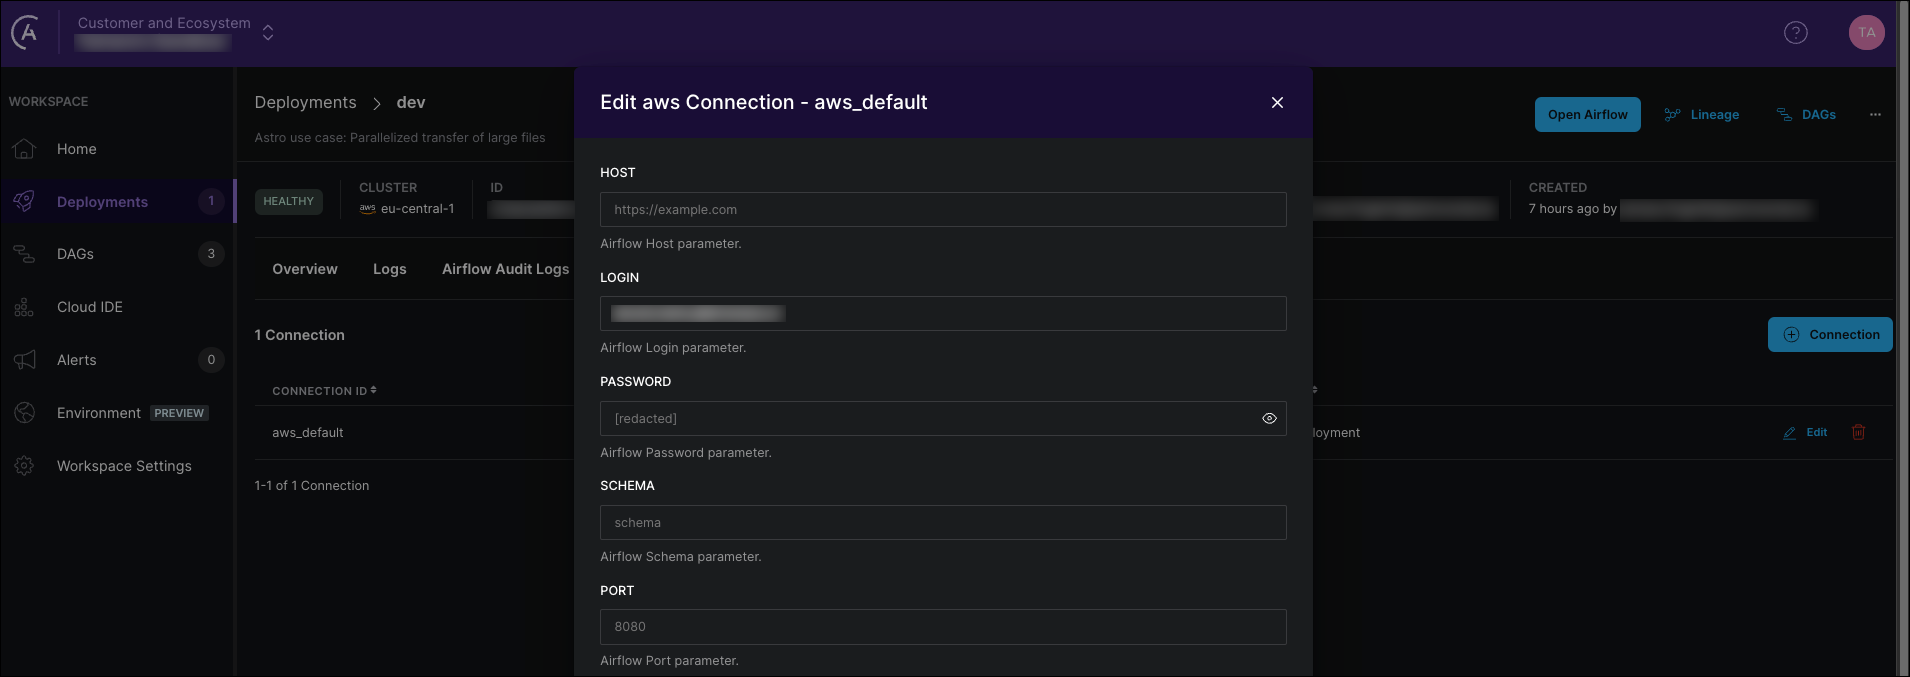 Customer and Ecosystem
TA
WORKSPACE
Home
Deployments 1
DAGs 3
Cloud IDE
Alerts 0
Environment PREVIEW
Workspace Settings
Deployments > dev
Astro use case: Parallelized transfer of large files
Open Airflow
Lineage
DAGs
HEALTHY
CLUSTER
aws eu-central-1
ID
CREATED
7 hours ago by
Overview
Logs
Airflow Audit Logs
1 Connection
Connection
CONNECTION ID
aws_default
loyment
Edit
1-1 of 1 Connection
Edit aws Connection - aws_default
HOST
https://example.com
Airflow Host parameter.
LOGIN
Airflow Login parameter.
PASSWORD
[redacted]
Airflow Password parameter.
SCHEMA
schema
Airflow Schema parameter.
PORT
8080
Airflow Port parameter.